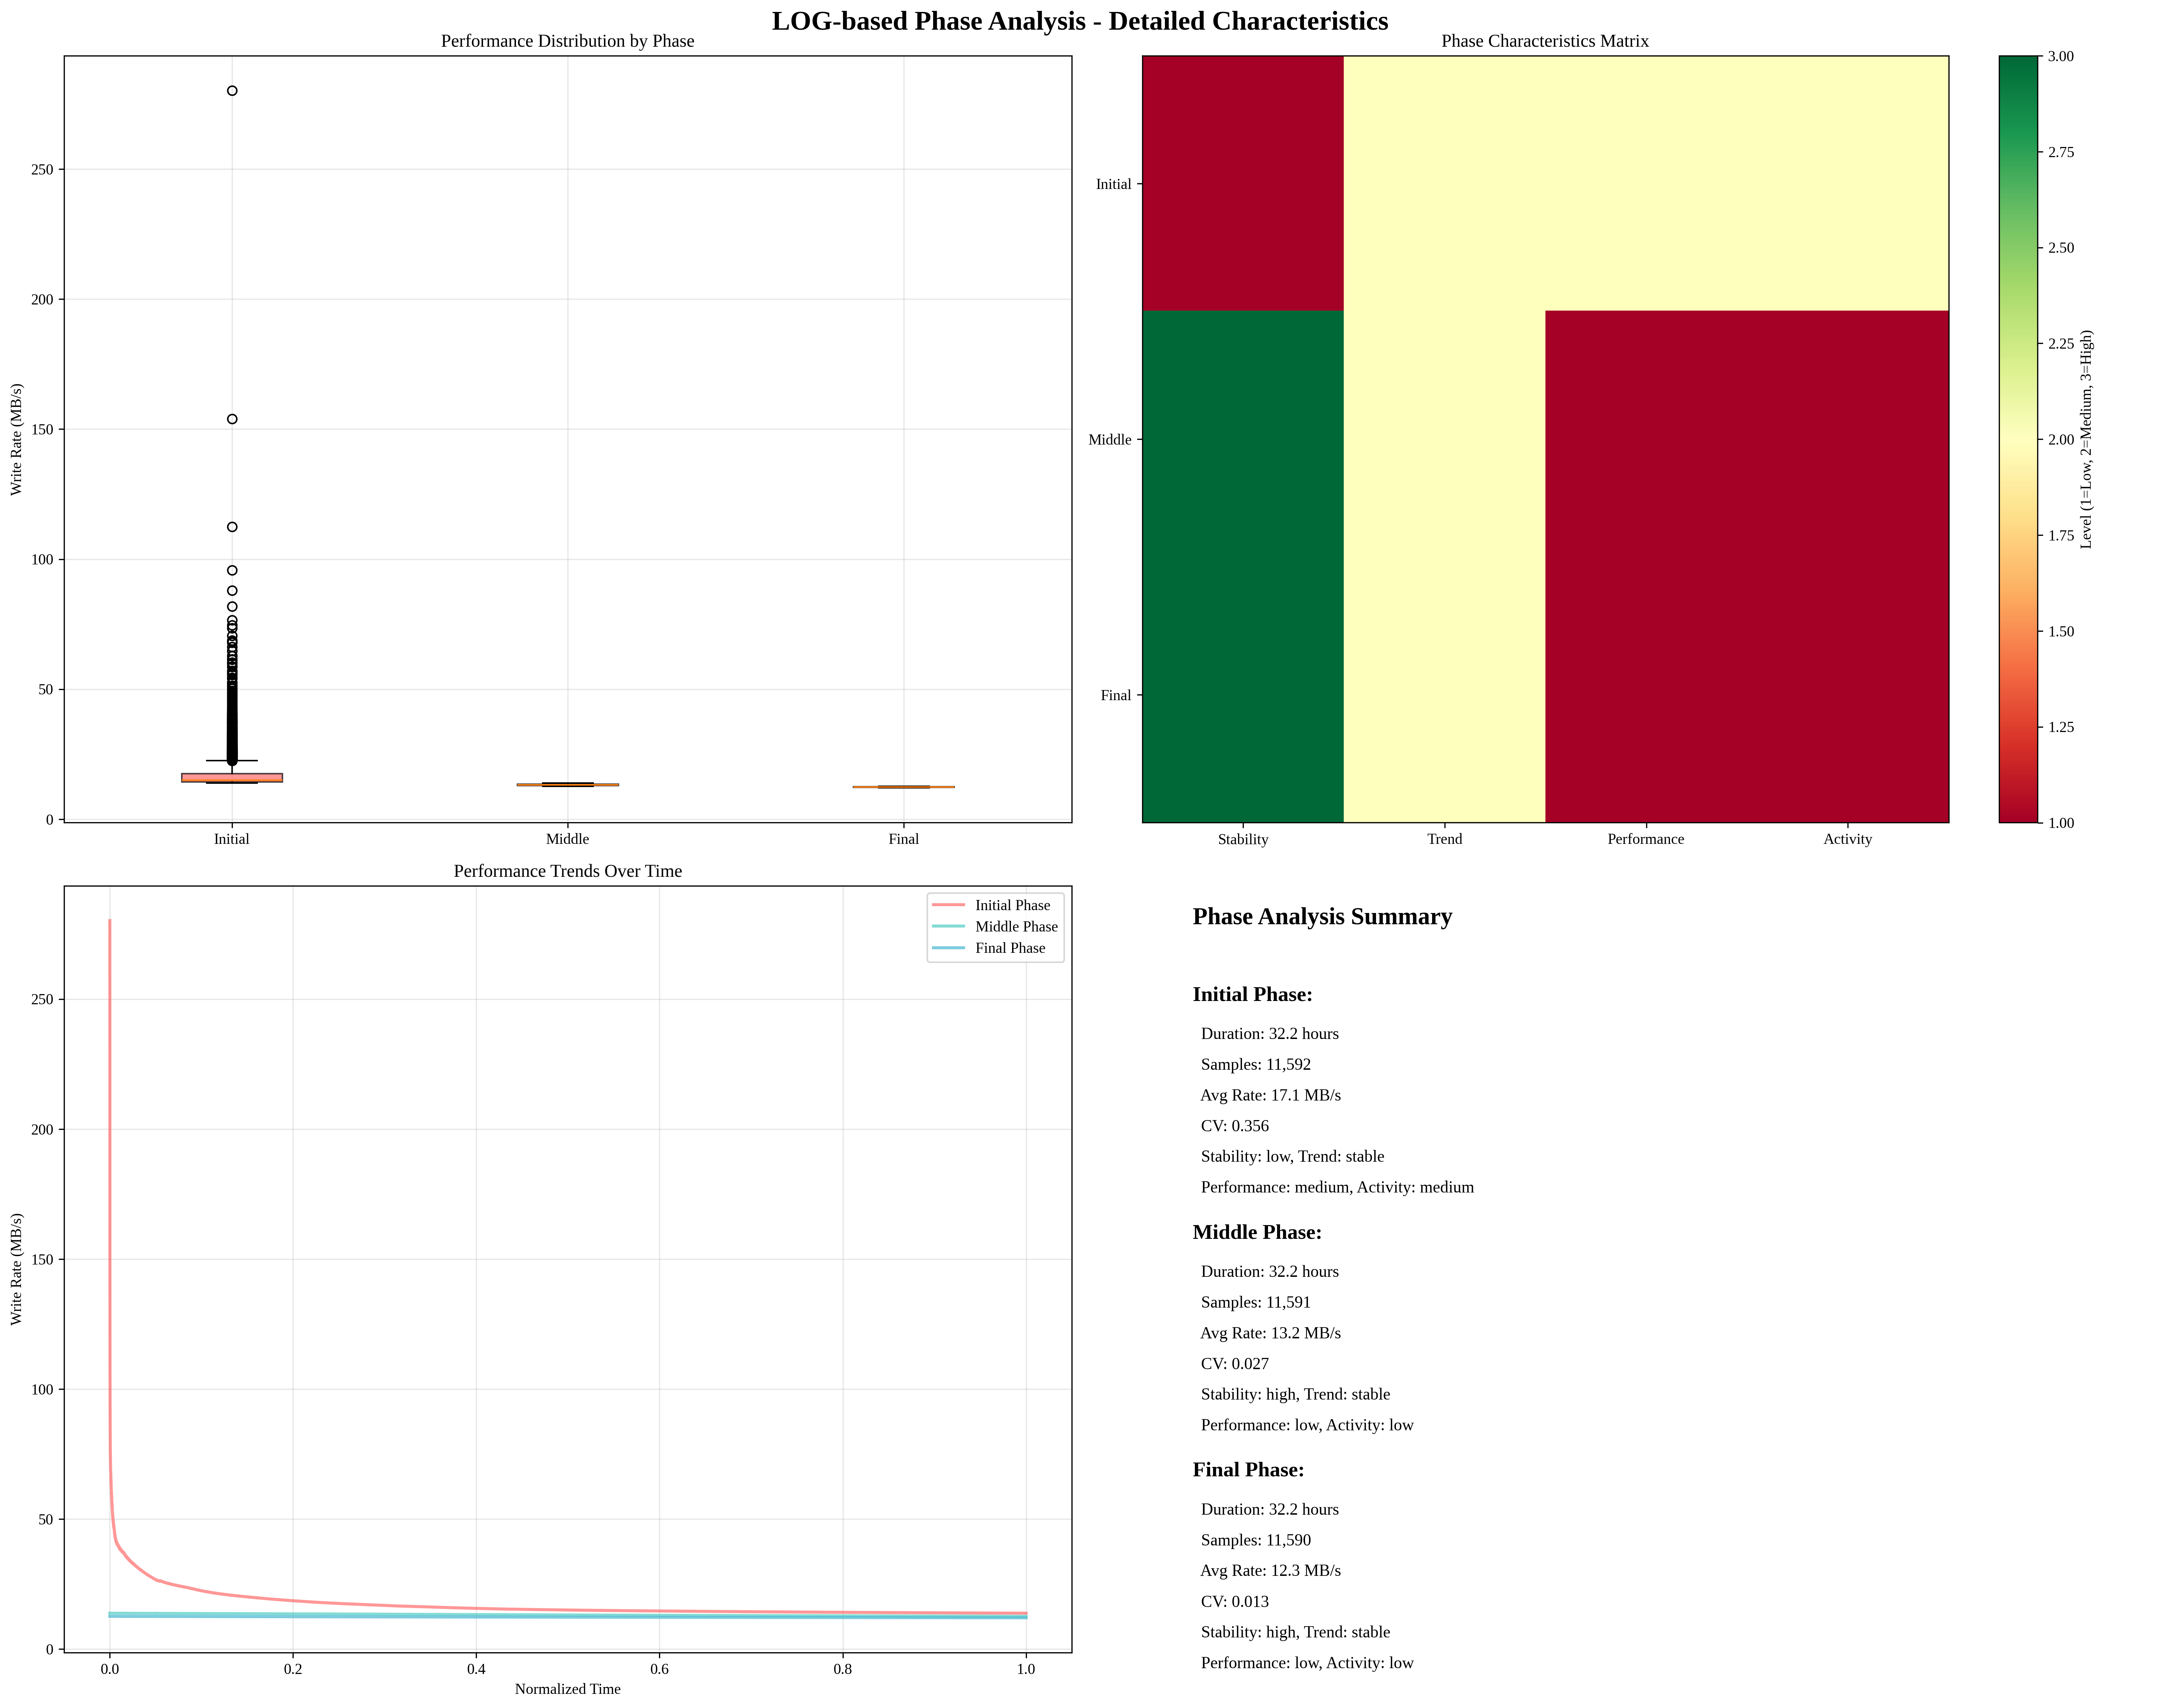 LOG-based Phase Analysis - Detailed Characteristics
Performance Distribution by Phase
Write Rate (MB/s)
250
200
150
100
50
0
Initial
Middle
Final
Phase Characteristics Matrix
Initial
Middle
Final
Stability
Trend
Performance
Activity
3.00
2.75
2.50
2.25
2.00
1.75
1.50
1.25
1.00
Level (1=Low, 2=Medium, 3=High)
Performance Trends Over Time
Write Rate (MB/s)
250
200
150
100
50
0
0.0
0.2
0.4
0.6
0.8
1.0
Normalized Time
Initial Phase
Middle Phase
Final Phase
Phase Analysis Summary
Initial Phase:
Duration: 32.2 hours
Samples: 11,592
Avg Rate: 17.1 MB/s
CV: 0.356
Stability: low, Trend: stable
Performance: medium, Activity: medium
Middle Phase:
Duration: 32.2 hours
Samples: 11,591
Avg Rate: 13.2 MB/s
CV: 0.027
Stability: high, Trend: stable
Performance: low, Activity: low
Final Phase:
Duration: 32.2 hours
Samples: 11,590
Avg Rate: 12.3 MB/s
CV: 0.013
Stability: high, Trend: stable
Performance: low, Activity: low